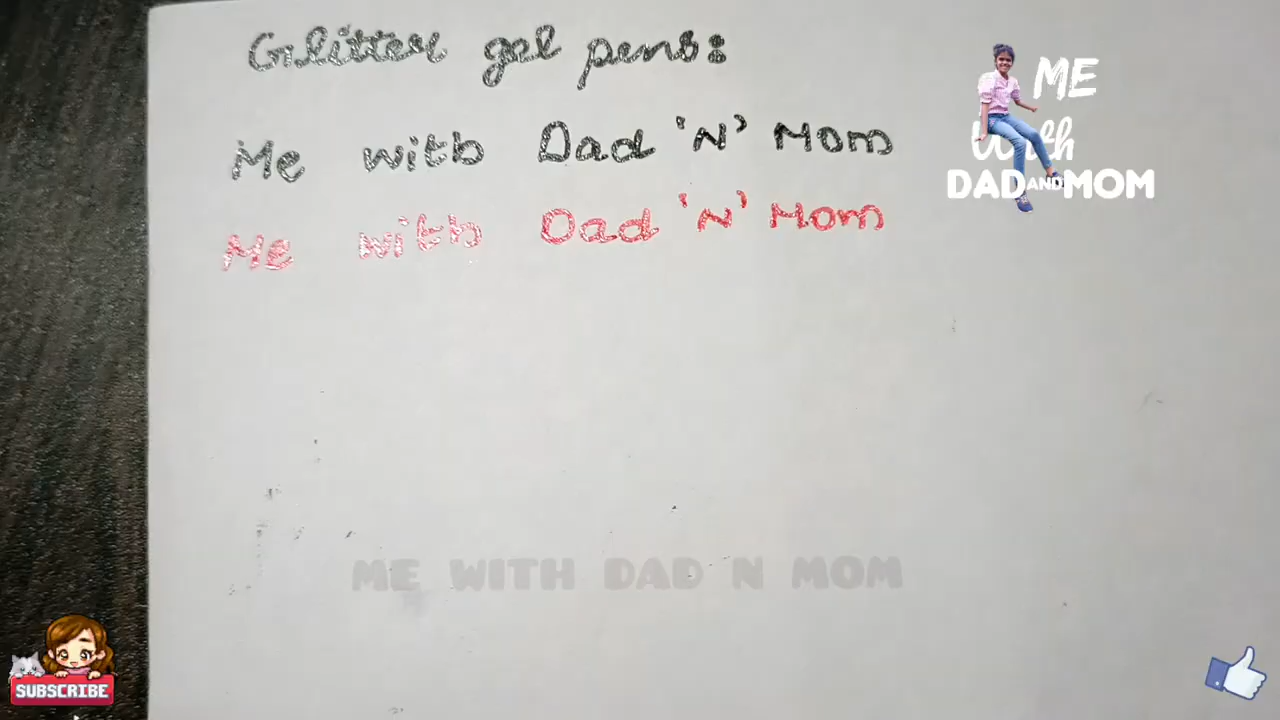 Glitter gel pens:
Me with Dad 'N' Mom
Me with Dad 'N' Mom
ME
With
DAD AND MOM
ME WITH DAD N MOM
SUBSCRIBE